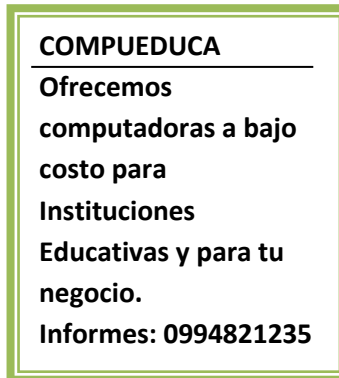 COMPUEDUCA
Ofrecemos
computadoras a bajo
costo para
Instituciones
Educativas y para tu
negocio.
Informes: 0994821235